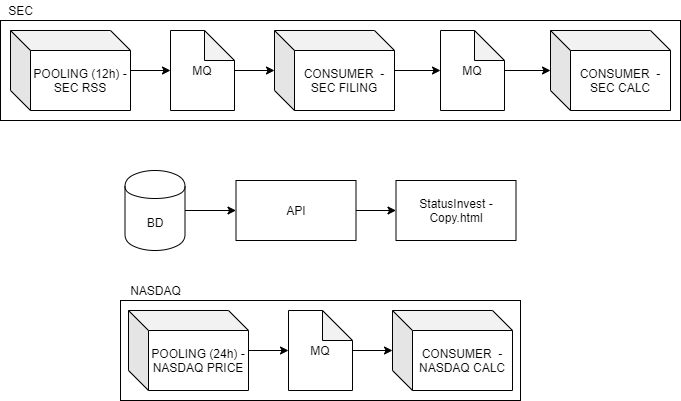 SEC
POOLING (12h) -
SEC RSS
MQ
CONSUMER -
SEC FILING
MQ
CONSUMER -
SEC CALC
BD
API
StatusInvest -
Copy.html
NASDAQ
POOLING (24h) -
NASDAQ PRICE
MQ
CONSUMER -
NASDAQ CALC